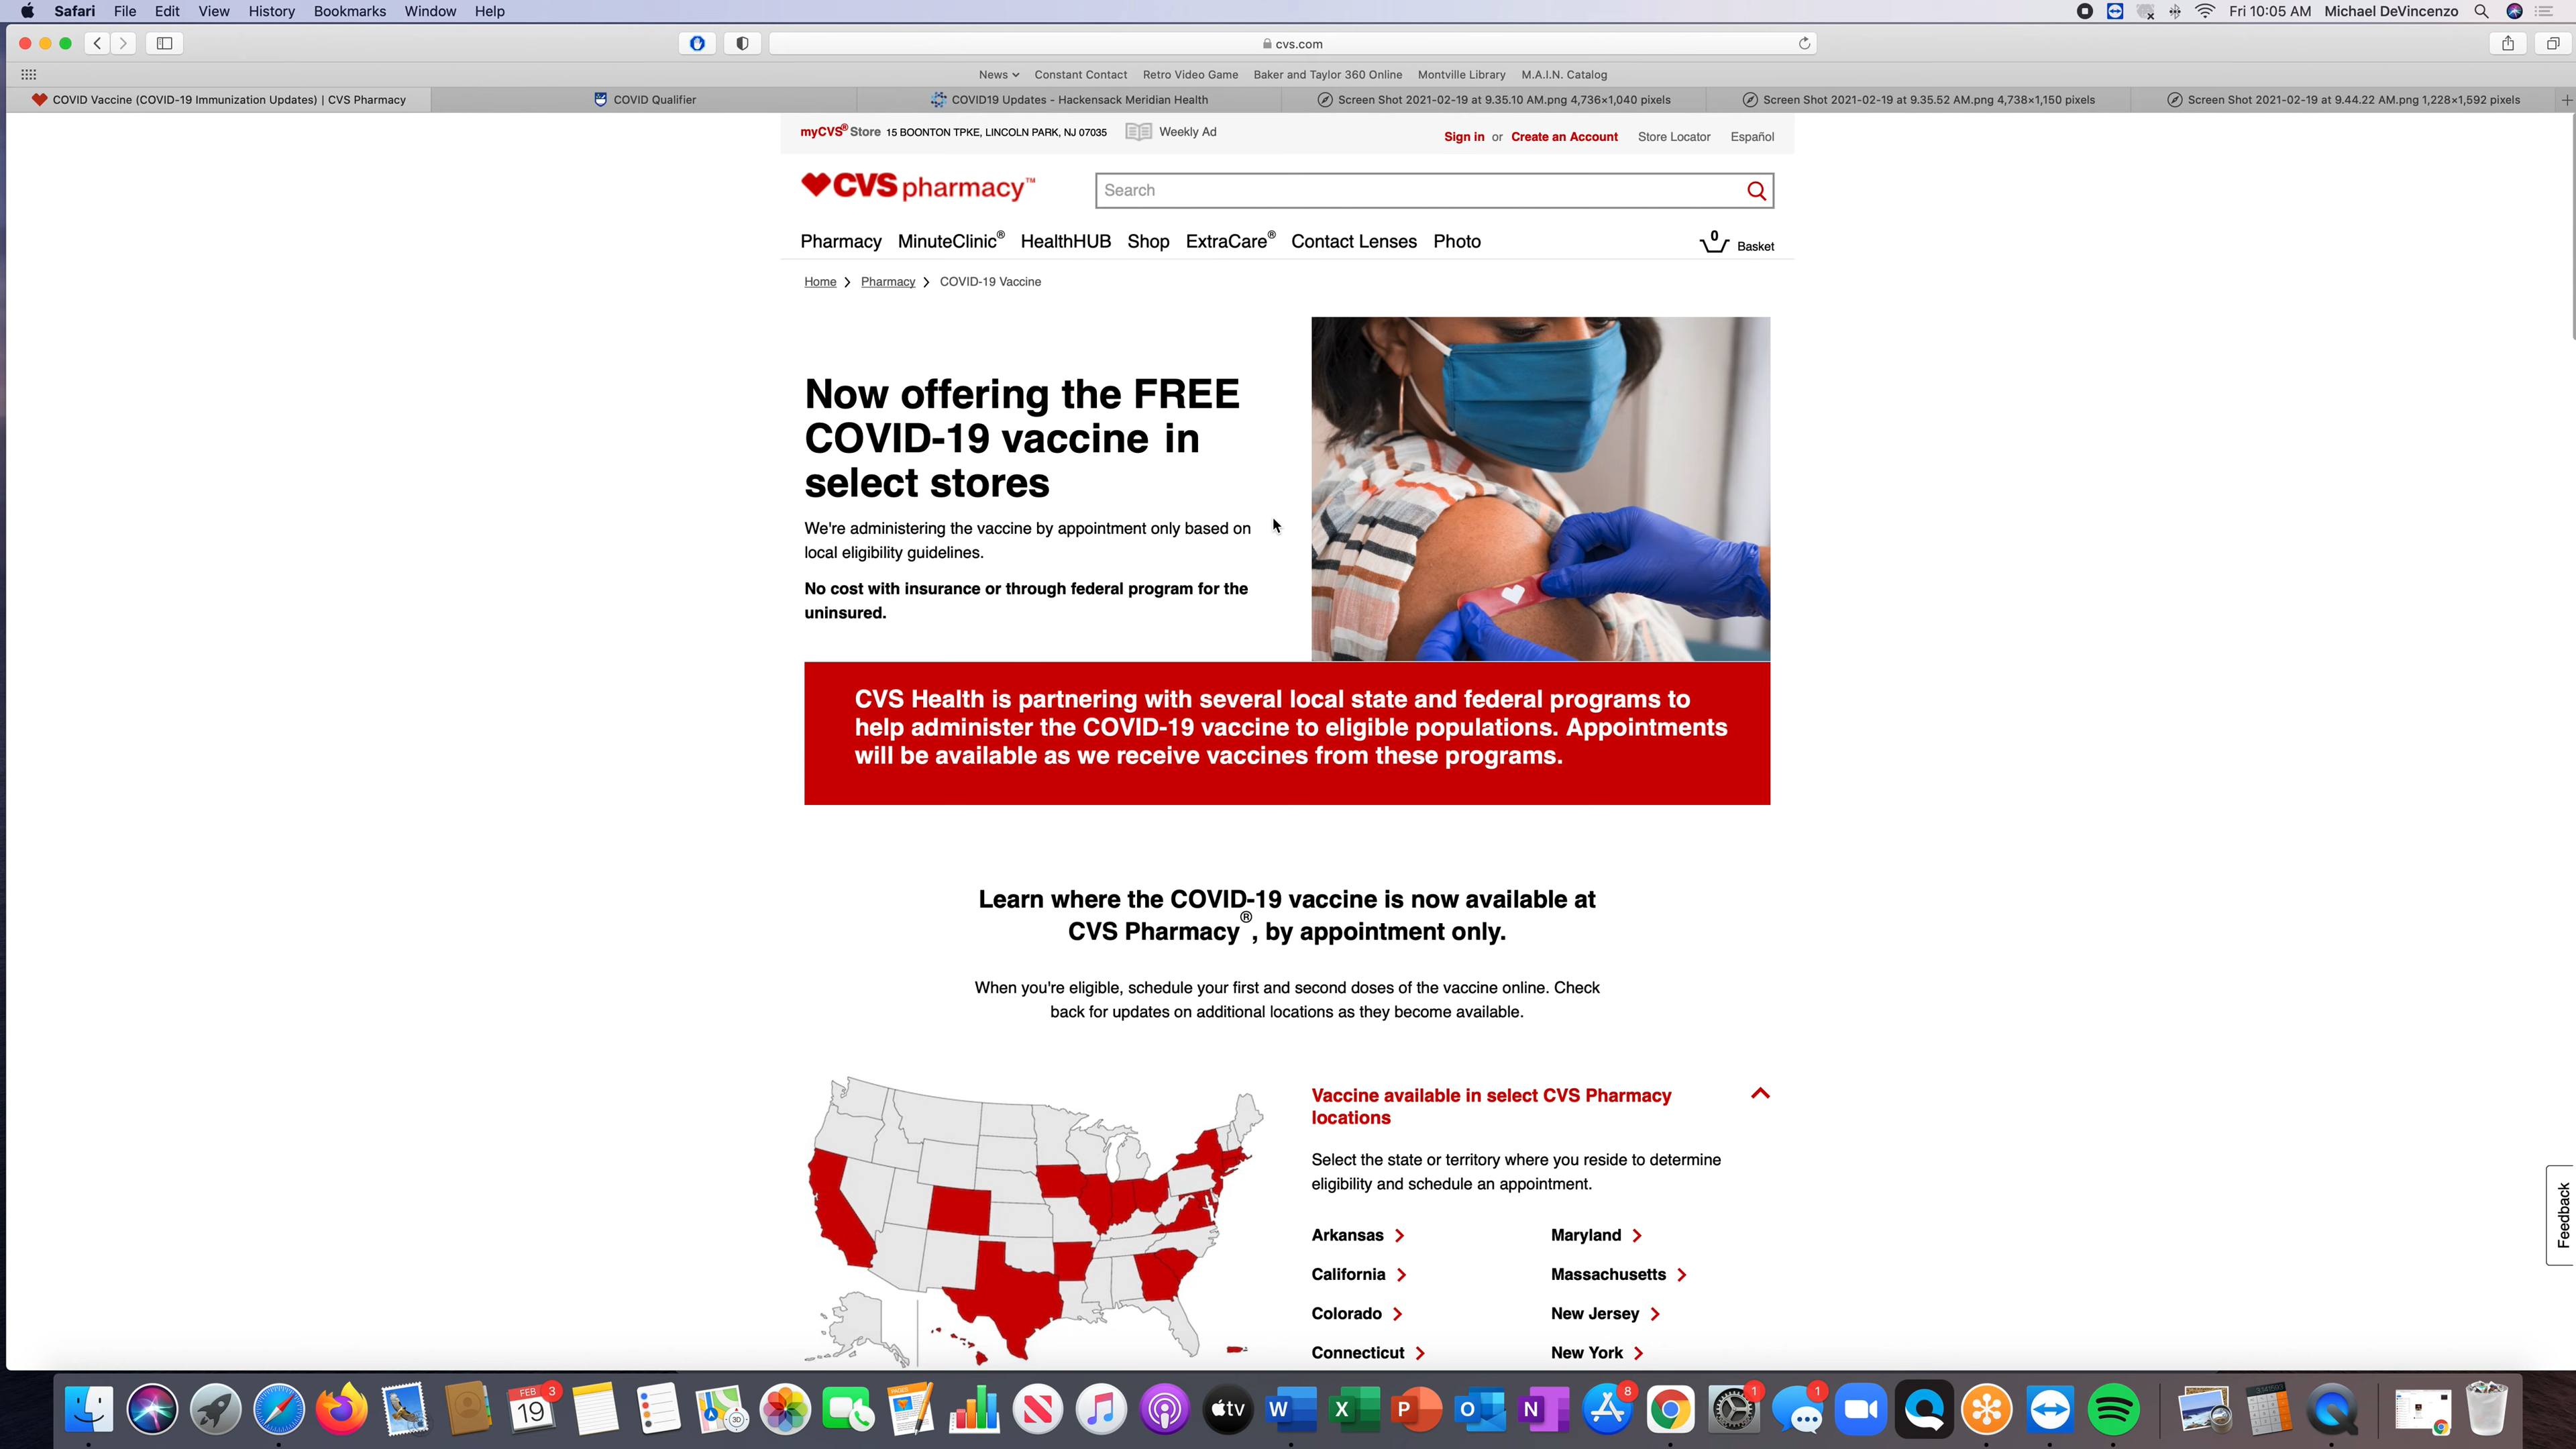 Safari File Edit View History Bookmarks Window Help
Fri 10:05 AM Michael DeVincenzo
cvs.com
News Constant Contact Retro Video Game Baker and Taylor 360 Online Montville Library M.A.I.N. Catalog
COVID Vaccine (COVID-19 Immunization Updates) | CVS Pharmacy
COVID Qualifier
COVID19 Updates - Hackensack Meridian Health
Screen Shot 2021-02-19 at 9.35.10 AM.png 4,736×1,040 pixels
Screen Shot 2021-02-19 at 9.35.52 AM.png 4,738×1,150 pixels
Screen Shot 2021-02-19 at 9.44.22 AM.png 1,228×1,592 pixels
myCVS® Store 15 BOONTON TPKE, LINCOLN PARK, NJ 07035 Weekly Ad
Sign in or Create an Account Store Locator Español
CVS pharmacy™
Search
Pharmacy MinuteClinic® HealthHUB Shop ExtraCare® Contact Lenses Photo
0 Basket
Home > Pharmacy > COVID-19 Vaccine
Now offering the FREE
COVID-19 vaccine in
select stores
We're administering the vaccine by appointment only based on
local eligibility guidelines.
No cost with insurance or through federal program for the
uninsured.
CVS Health is partnering with several local state and federal programs to
help administer the COVID-19 vaccine to eligible populations. Appointments
will be available as we receive vaccines from these programs.
Learn where the COVID-19 vaccine is now available at
CVS Pharmacy®, by appointment only.
When you're eligible, schedule your first and second doses of the vaccine online. Check
back for updates on additional locations as they become available.
Vaccine available in select CVS Pharmacy
locations
Select the state or territory where you reside to determine
eligibility and schedule an appointment.
Arkansas Maryland
California Massachusetts
Colorado New Jersey
Connecticut New York
Feedback
FEB 19 3
PAGES
3D
tv
W X P O N
8
1
1